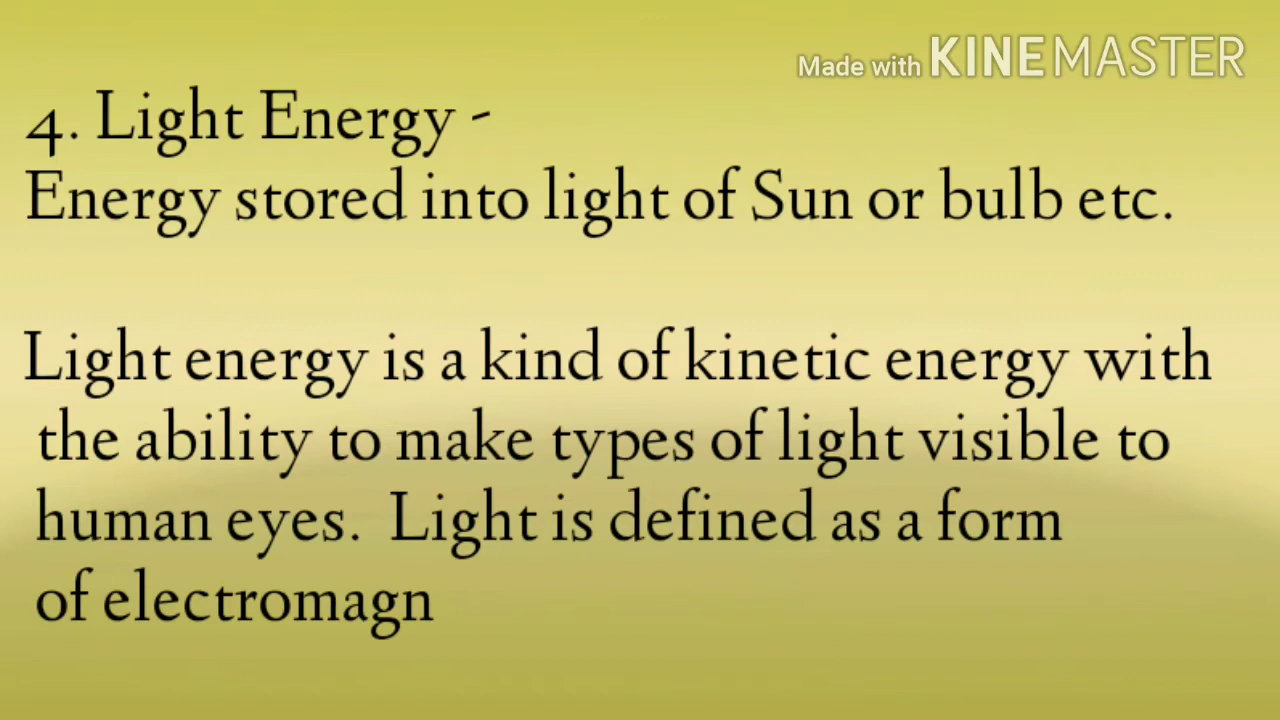 Made with KINEMASTER
4. Light Energy -
Energy stored into light of Sun or bulb etc.
Light energy is a kind of kinetic energy with
the ability to make types of light visible to
human eyes. Light is defined as a form
of electromagn